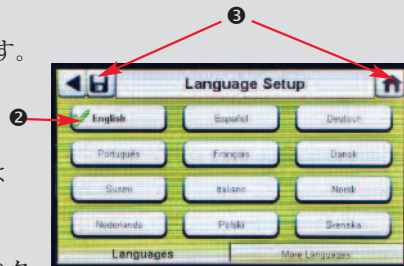 ❸
す。
Language Setup
❷
English Español Deutsch
Português Français Dansk
Suomi Italiano Norsk
Nederlands Polski Svenska
Languages More Languages